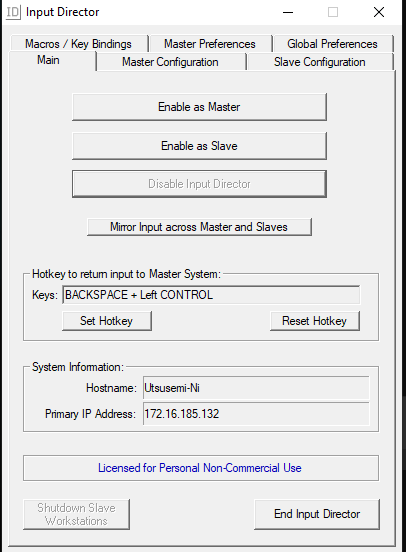 ID Input Director
Macros / Key Bindings Master Preferences Global Preferences
Main Master Configuration Slave Configuration
Enable as Master
Enable as Slave
Disable Input Director
Mirror Input across Master and Slaves
Hotkey to return input to Master System:
Keys: BACKSPACE + Left CONTROL
Set Hotkey Reset Hotkey
System Information:
Hostname: Utsusemi-Ni
Primary IP Address: 172.16.185.132
Licensed for Personal Non-Commercial Use
Shutdown Slave
Workstations
End Input Director